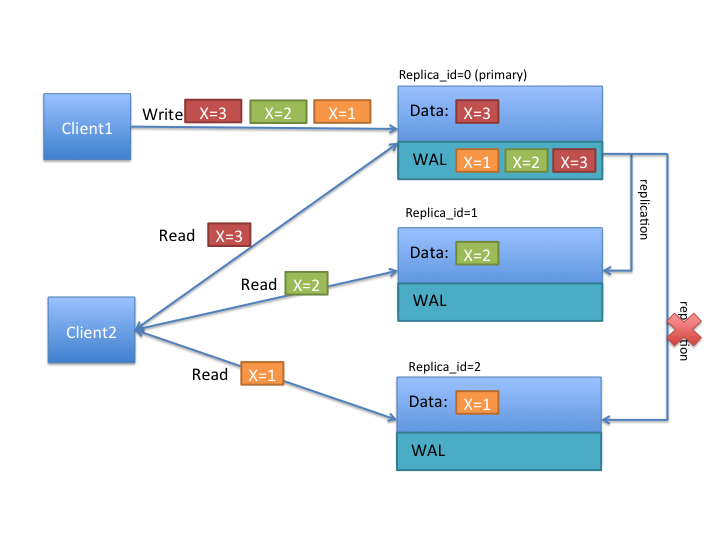 Replica_id=0 (primary)
Client1
Write X=3 X=2 X=1
Data: X=3
WAL X=1 X=2 X=3
replication
Replica_id=1
Read X=3
Data: X=2
Read X=2
WAL
Client2
Replica_id=2
Read X=1
Data: X=1
WAL